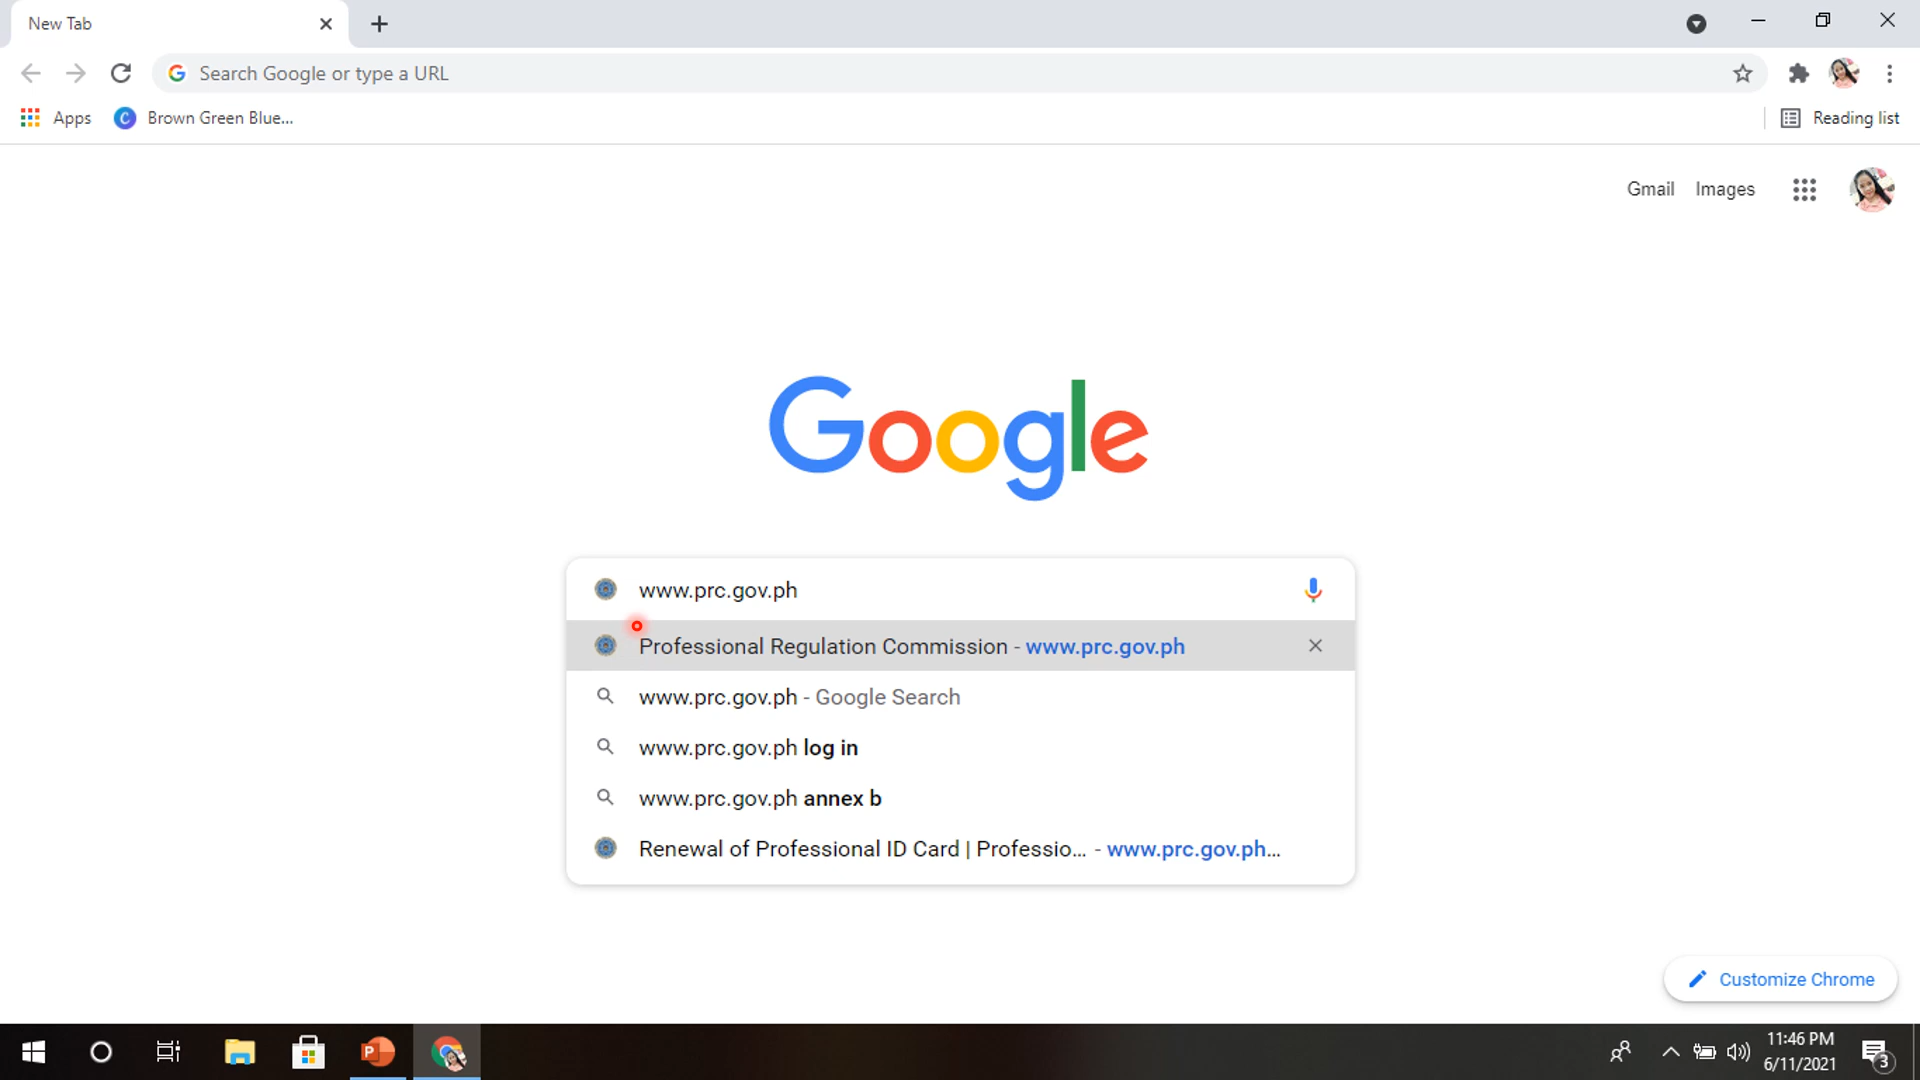 New Tab
Search Google or type a URL
Apps
Brown Green Blue...
Reading list
Gmail
Images
Google
www.prc.gov.ph
Professional Regulation Commission - www.prc.gov.ph
www.prc.gov.ph - Google Search
www.prc.gov.ph log in
www.prc.gov.ph annex b
Renewal of Professional ID Card | Professio... - www.prc.gov.ph...
Customize Chrome
11:46 PM
6/11/2021
3